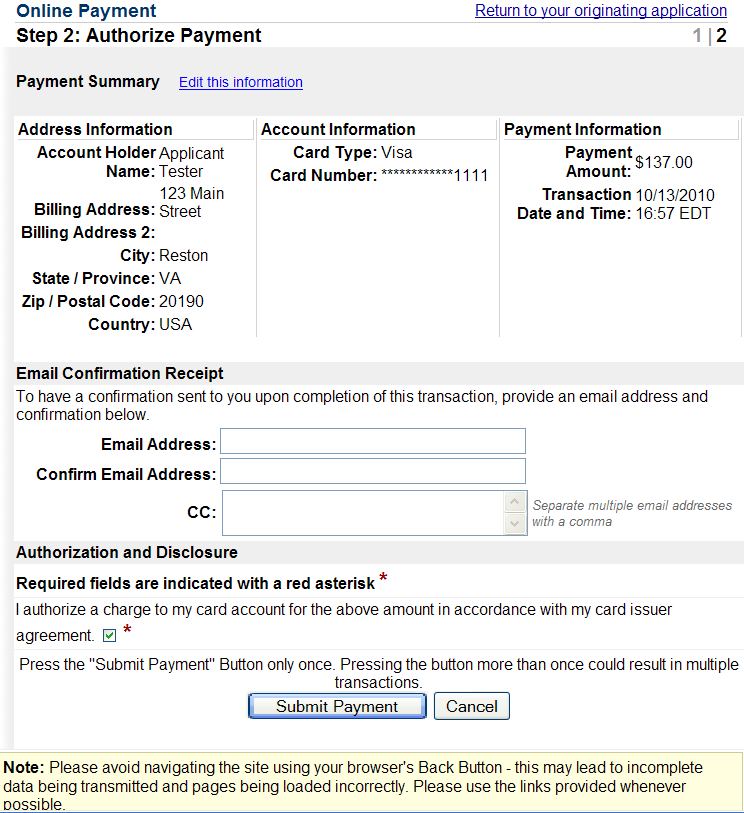 Online Payment
Return to your originating application
Step 2: Authorize Payment
1 | 2
Payment Summary
Edit this information
Address Information
Account Holder Name: Applicant Tester
Billing Address: 123 Main Street
Billing Address 2:
City: Reston
State / Province: VA
Zip / Postal Code: 20190
Country: USA
Account Information
Card Type: Visa
Card Number: ************1111
Payment Information
Payment Amount: $137.00
Transaction Date and Time: 10/13/2010 16:57 EDT
Email Confirmation Receipt
To have a confirmation sent to you upon completion of this transaction, provide an email address and
confirmation below.
Email Address:
Confirm Email Address:
CC:
Separate multiple email addresses
with a comma
Authorization and Disclosure
Required fields are indicated with a red asterisk *
I authorize a charge to my card account for the above amount in accordance with my card issuer
agreement. *
Press the "Submit Payment" Button only once. Pressing the button more than once could result in multiple
transactions.
Submit Payment
Cancel
Note: Please avoid navigating the site using your browser's Back Button - this may lead to incomplete
data being transmitted and pages being loaded incorrectly. Please use the links provided whenever
possible.